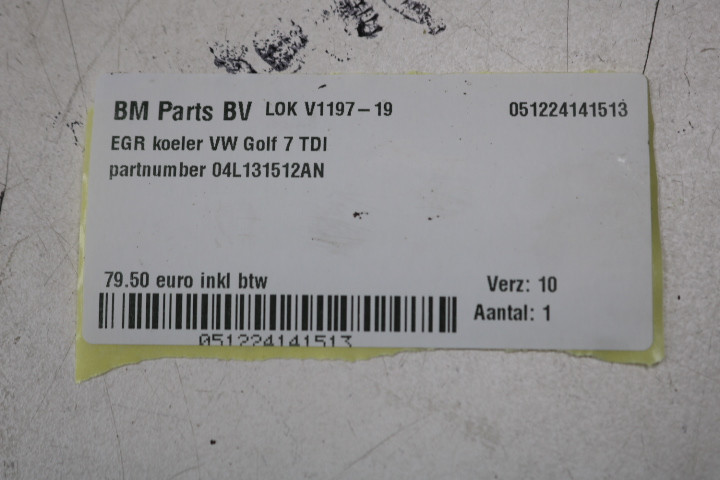 BM Parts BV LOK V1197-19 051224141513
EGR koeler VW Golf 7 TDI
partnumber 04L131512AN
79.50 euro inkl btw Verz: 10
Aantal: 1
051224141513